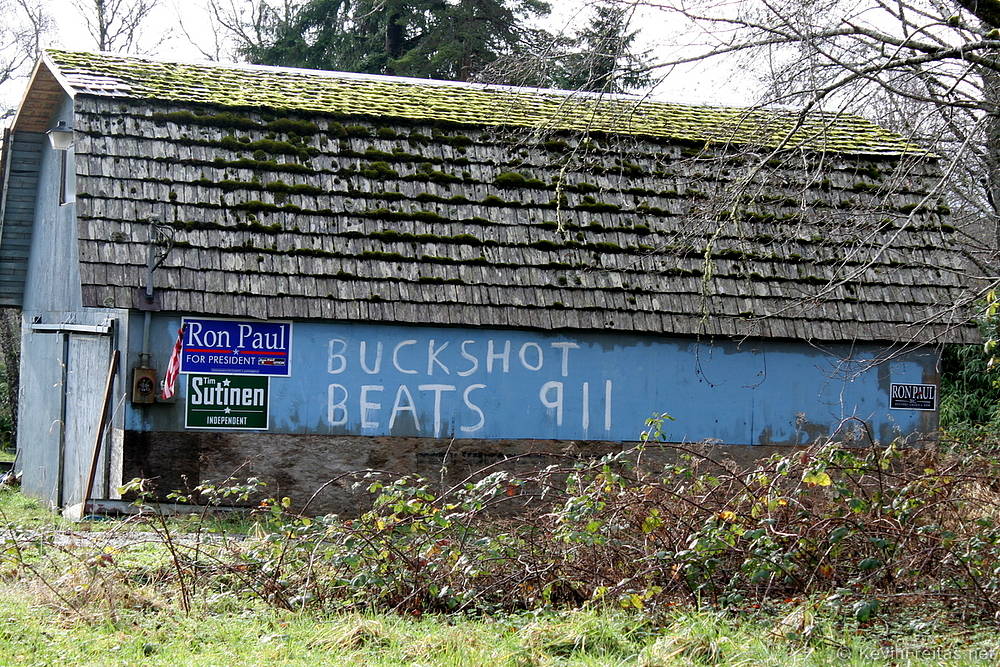 Ron Paul
FOR PRESIDENT
Tim
Sutinen
INDEPENDENT
BUCKSHOT
BEATS 911
RON PAUL
© KevinFreitas.net